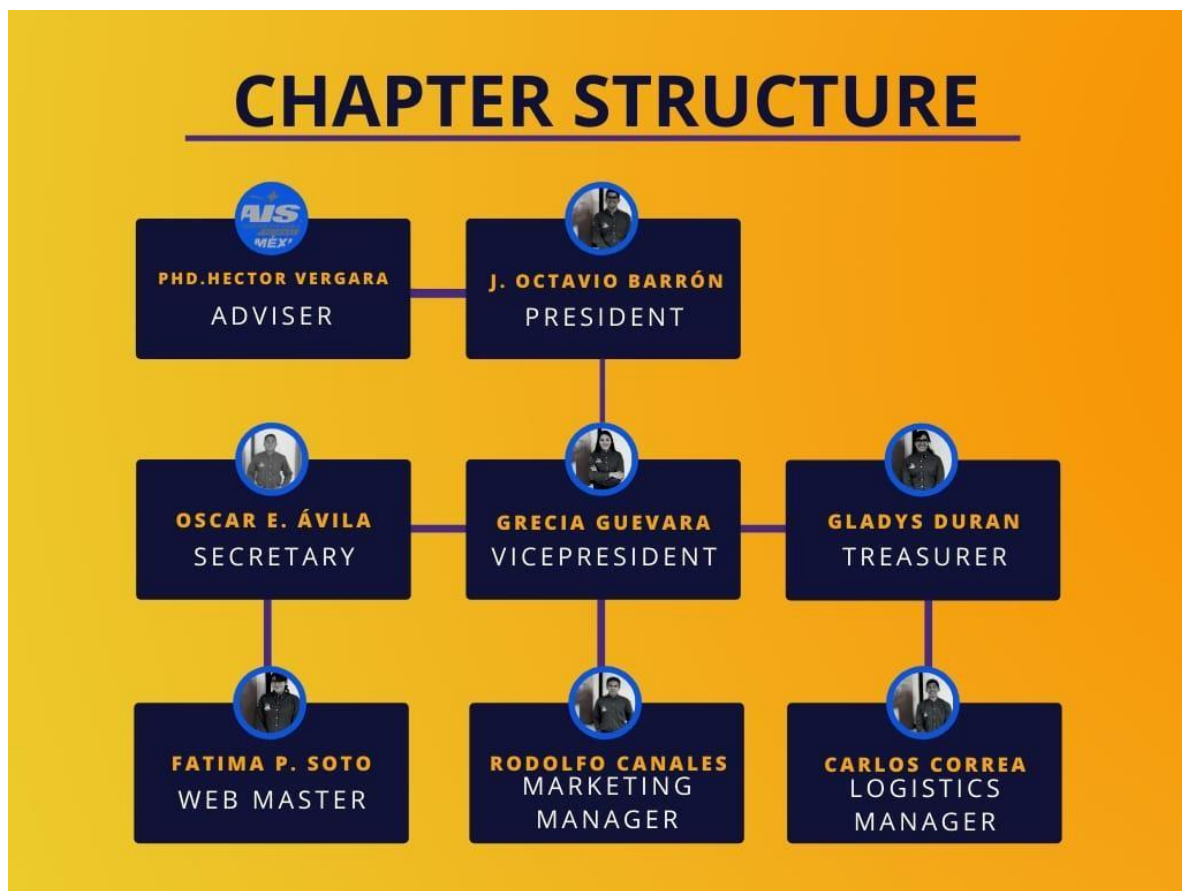 CHAPTER STRUCTURE
AIS
MÉXI
PHD.HECTOR VERGARA
ADVISER
J. OCTAVIO BARRÓN
PRESIDENT
OSCAR E. ÁVILA
SECRETARY
GRECIA GUEVARA
VICEPRESIDENT
GLADYS DURAN
TREASURER
FATIMA P. SOTO
WEB MASTER
RODOLFO CANALES
MARKETING
MANAGER
CARLOS CORREA
LOGISTICS
MANAGER